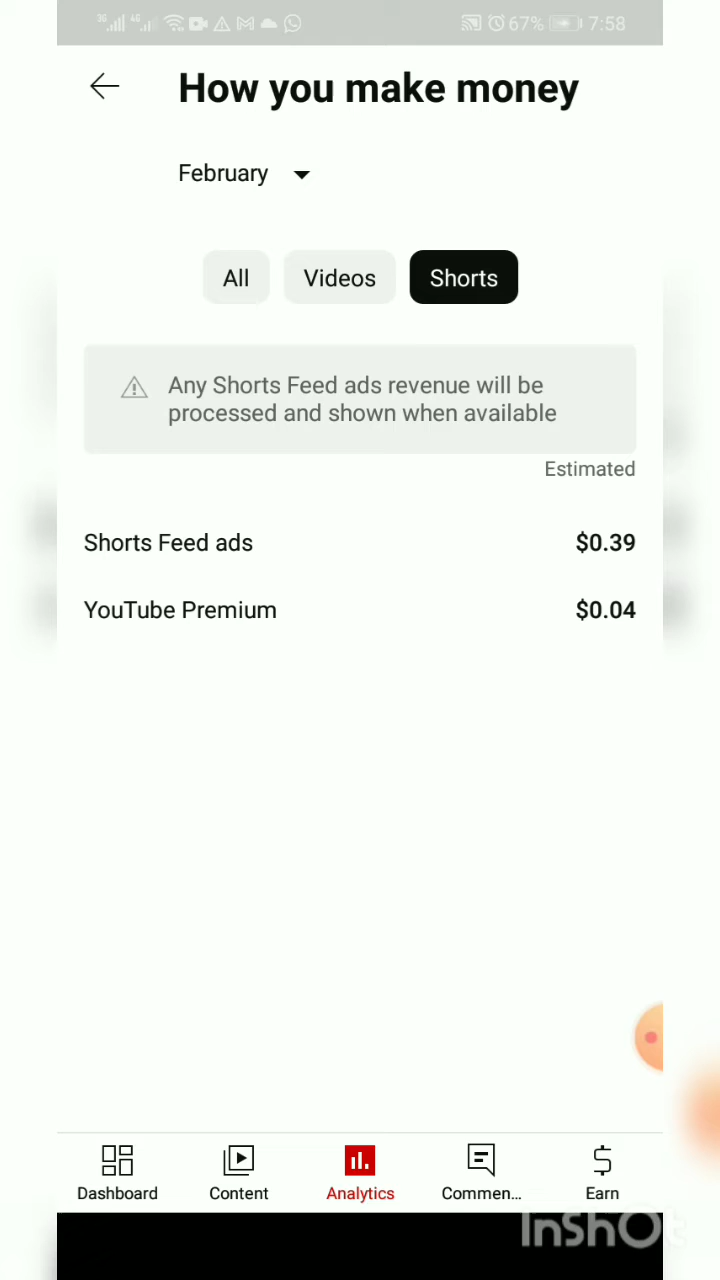 3G 4G 67% 7:58
How you make money
February
All Videos Shorts
Any Shorts Feed ads revenue will be
processed and shown when available
Estimated
Shorts Feed ads $0.39
YouTube Premium $0.04
Dashboard Content Analytics Commen... Earn
InShOt